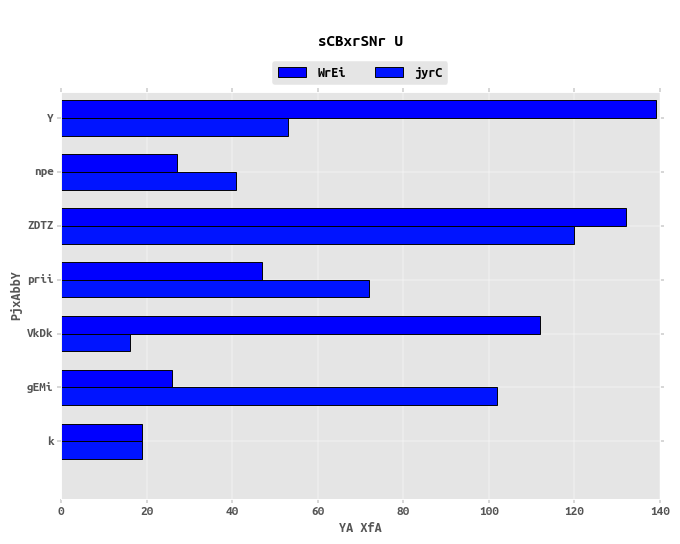 sCBxrSNr U
WrEi
jyrC
Y
npe
ZDTZ
prii
VkDk
gEMi
k
PjxAbbY
0 20 40 60 80 100 120 140
YA XfA